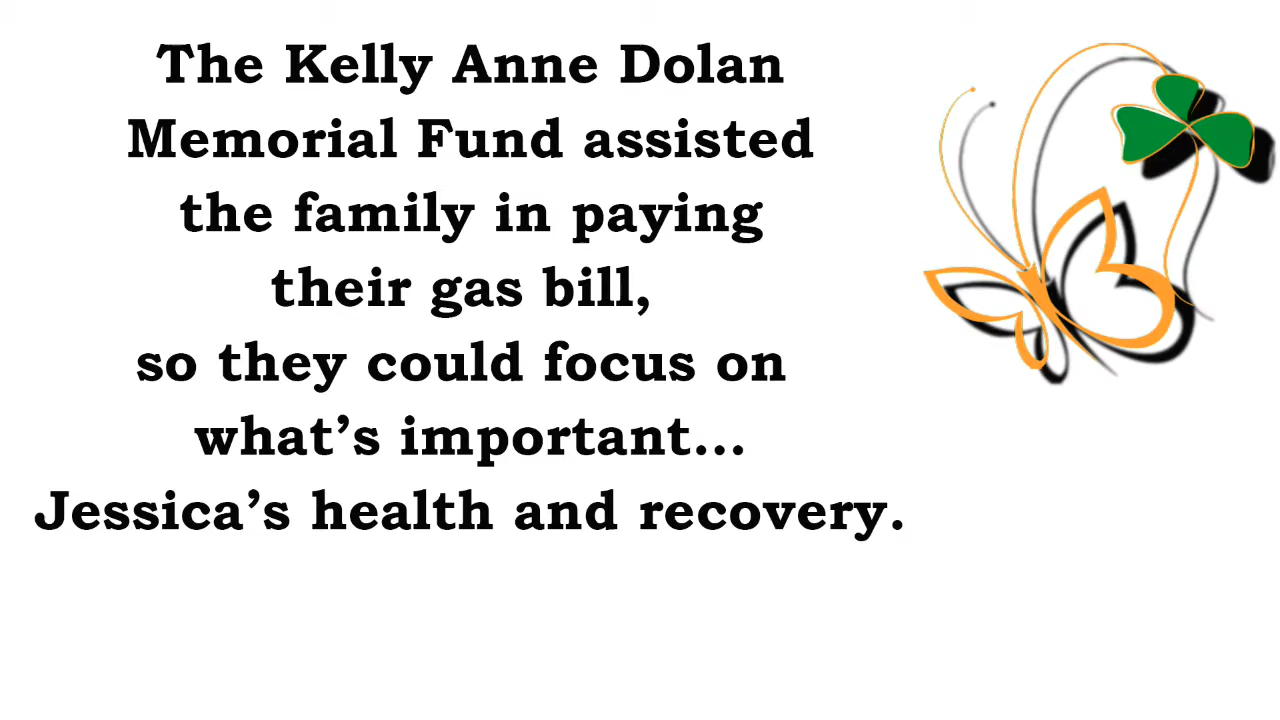 The Kelly Anne Dolan
Memorial Fund assisted
the family in paying
their gas bill,
so they could focus on
what’s important…
Jessica’s health and recovery.